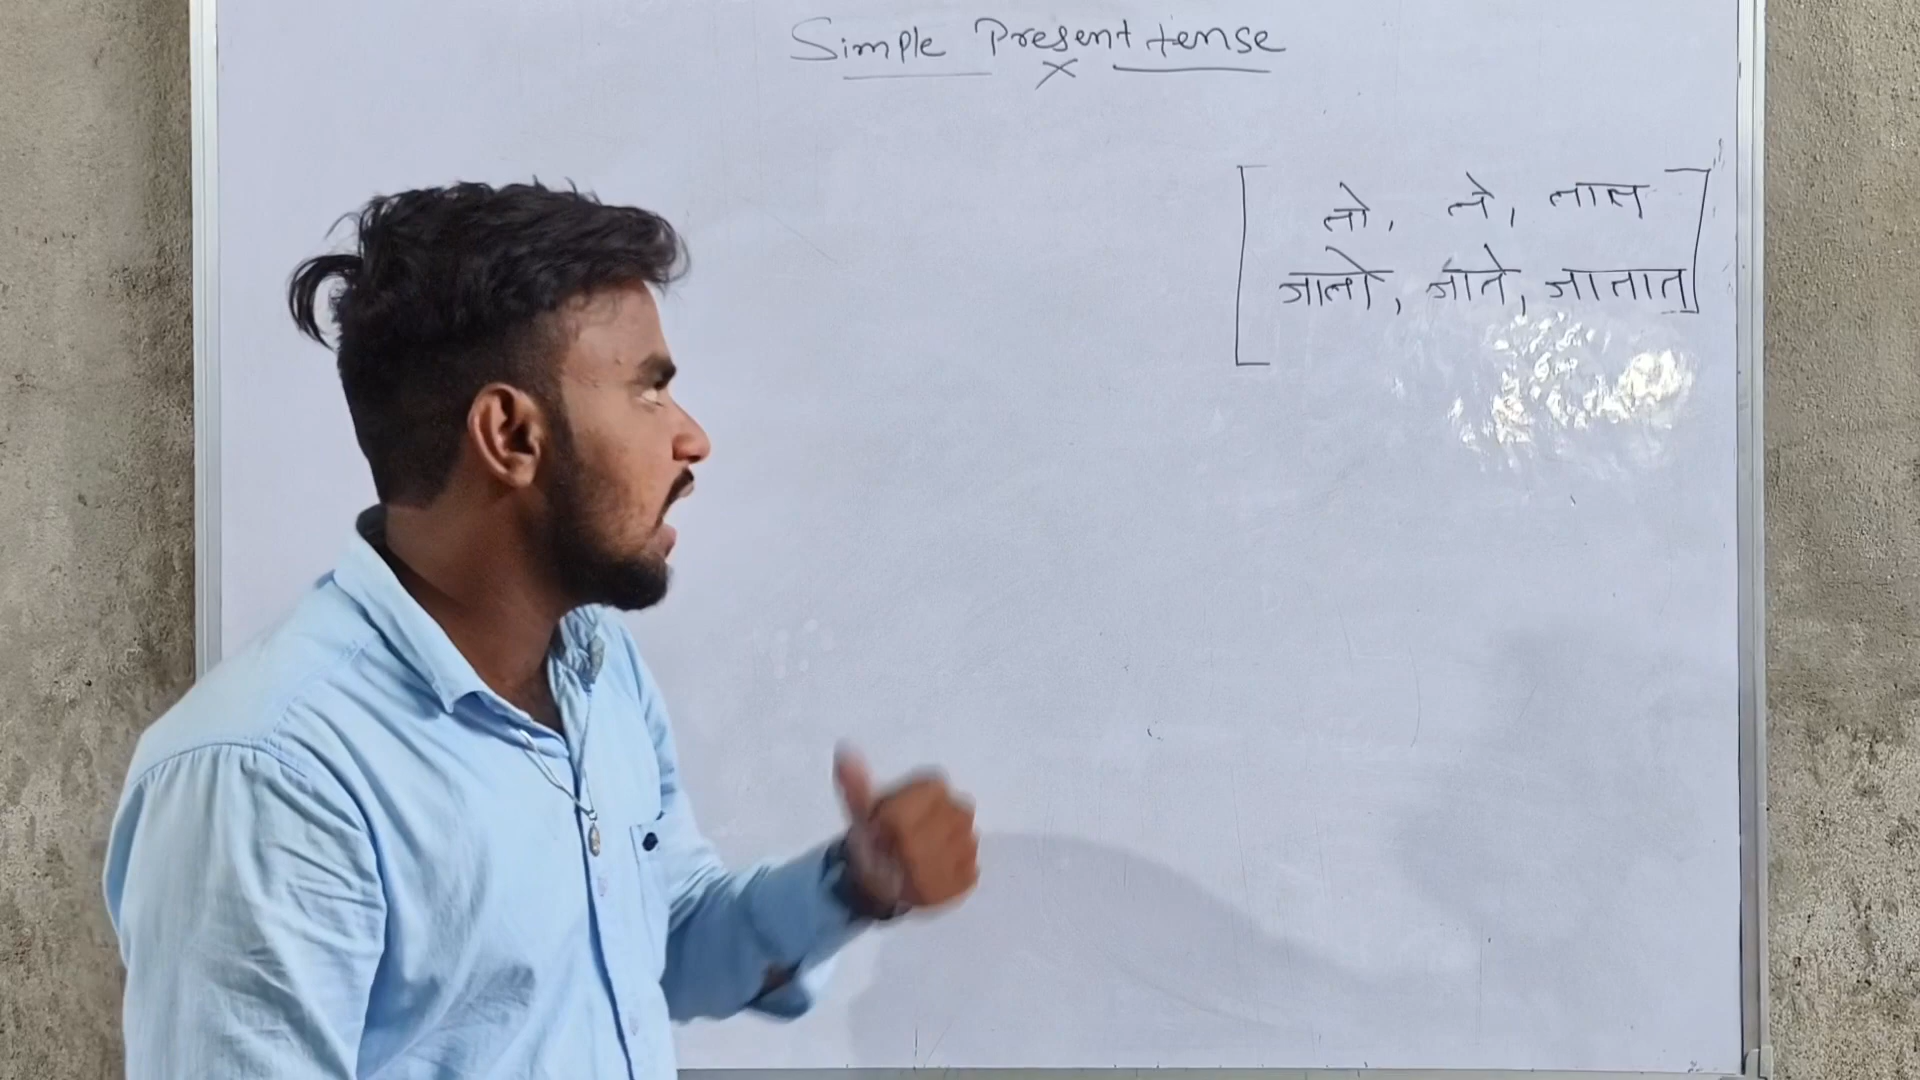 Simple Present tense
तो, ते, तात
जातो, जाते, जातात